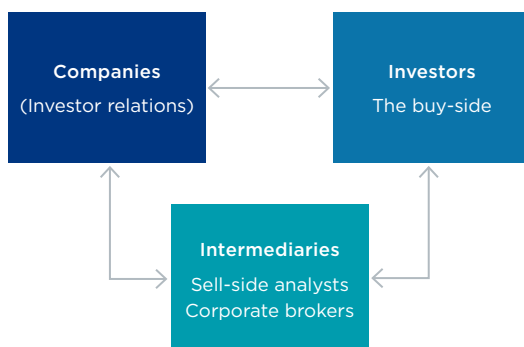 Companies
(Investor relations)
Investors
The buy-side
Intermediaries
Sell-side analysts
Corporate brokers